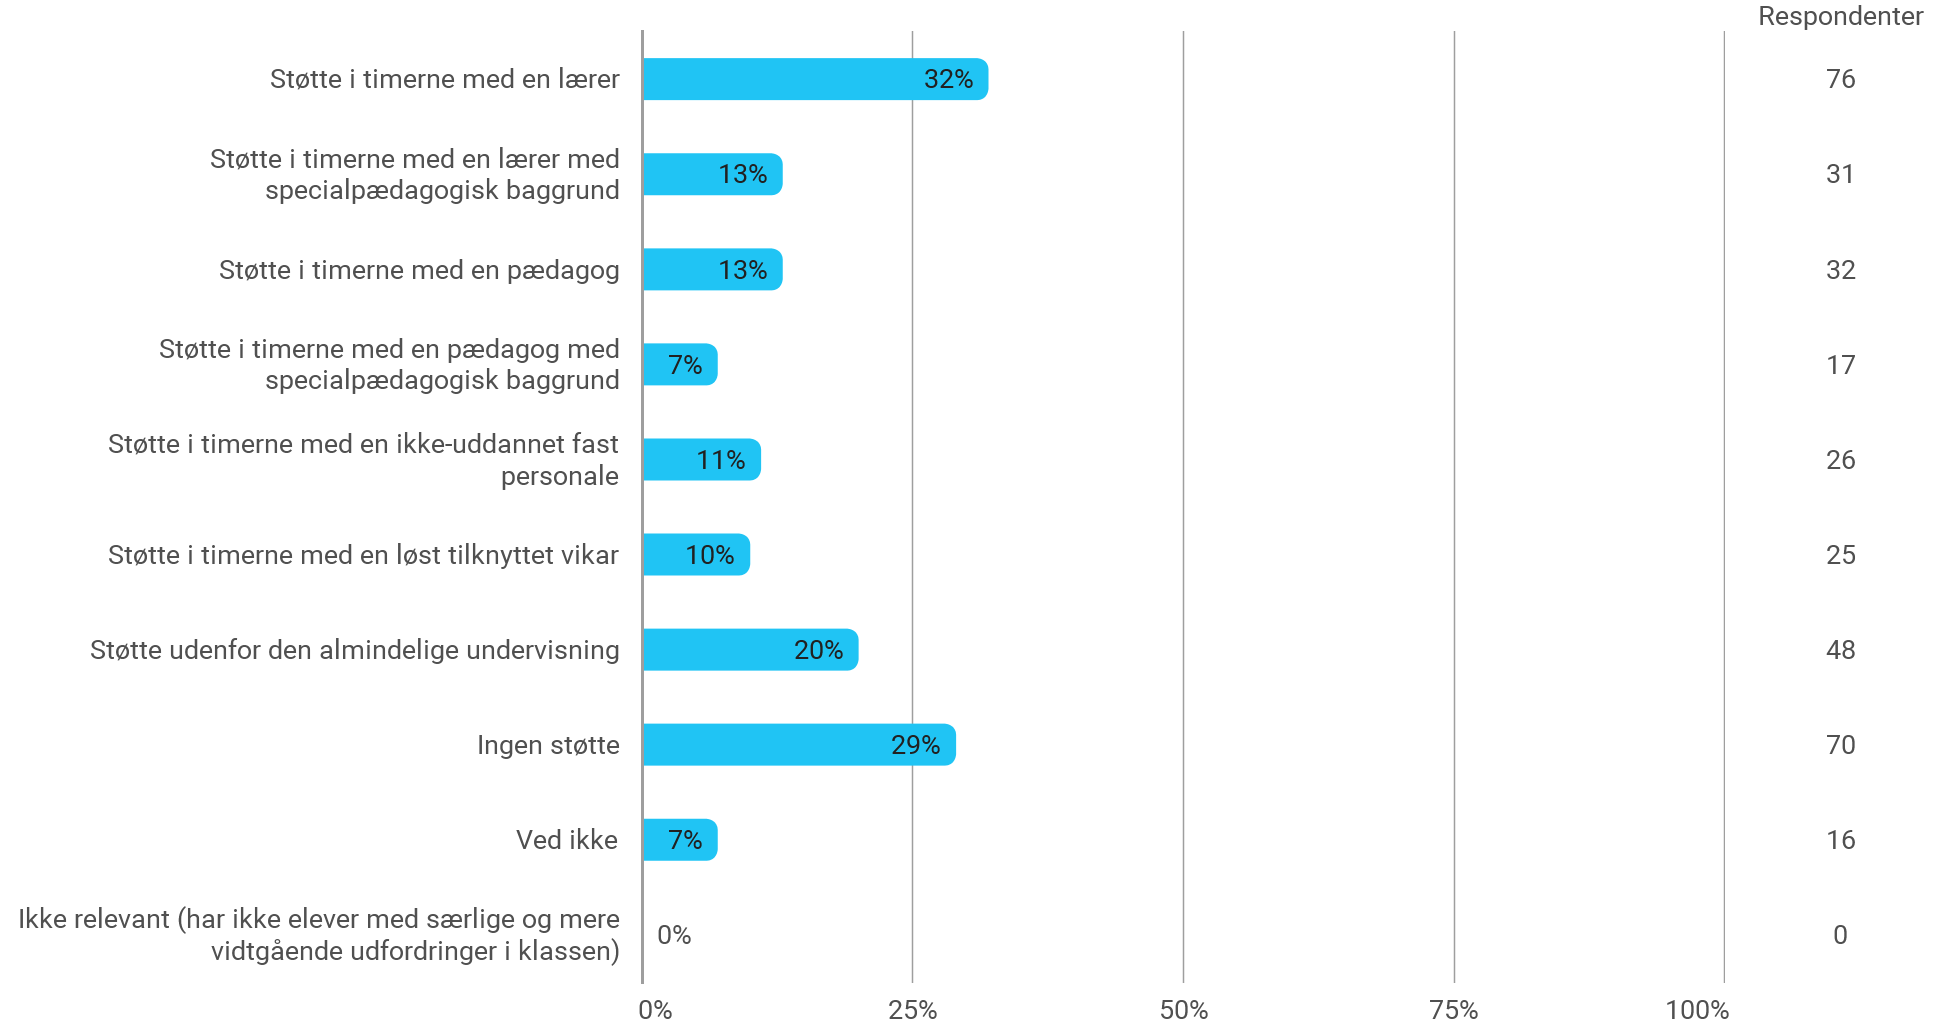 Respondenter
Støtte i timerne med en lærer
32%
76
Støtte i timerne med en lærer med
specialpædagogisk baggrund
13%
31
Støtte i timerne med en pædagog
13%
32
Støtte i timerne med en pædagog med
specialpædagogisk baggrund
7%
17
Støtte i timerne med en ikke-uddannet fast
personale
11%
26
Støtte i timerne med en løst tilknyttet vikar
10%
25
Støtte udenfor den almindelige undervisning
20%
48
Ingen støtte
29%
70
Ved ikke
7%
16
Ikke relevant (har ikke elever med særlige og mere
vidtgående udfordringer i klassen)
0%
0
0% 25% 50% 75% 100%